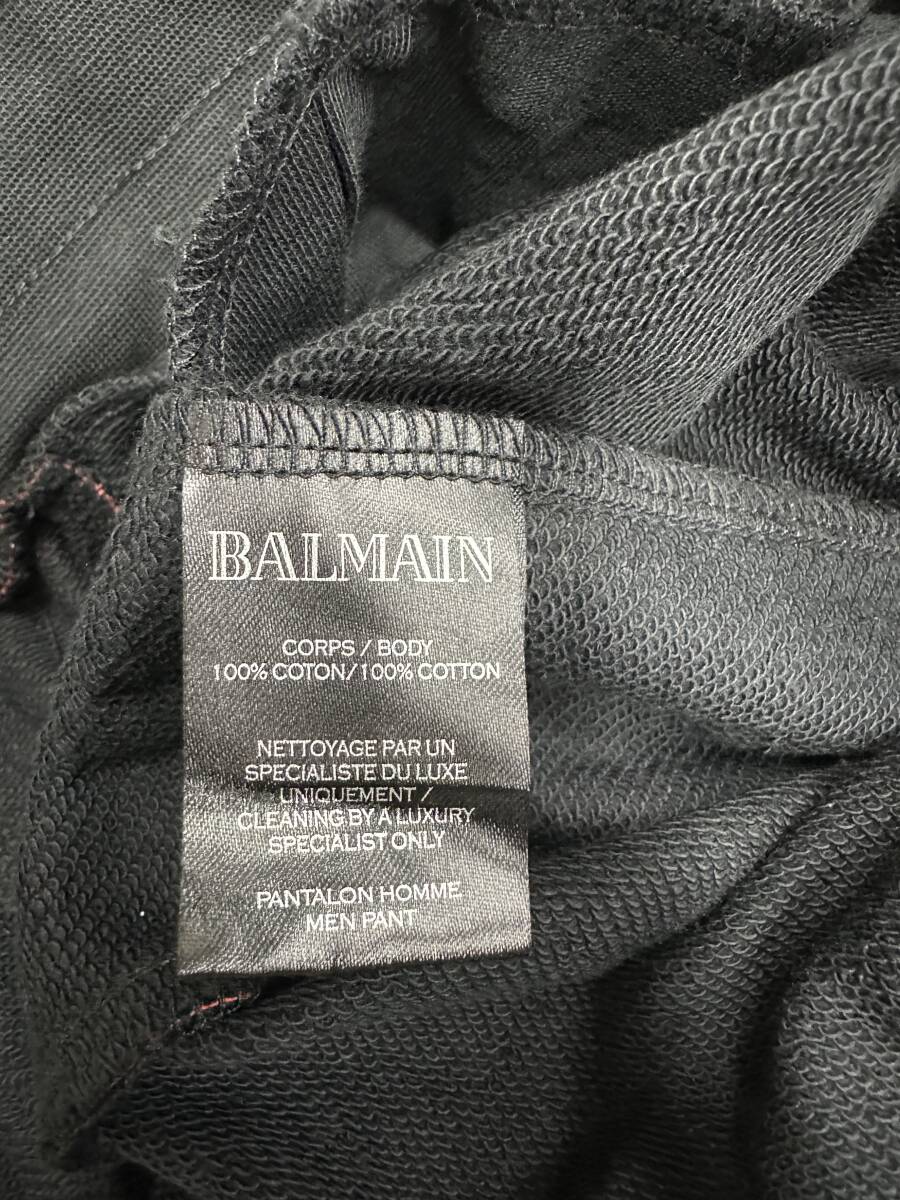 BALMAIN
CORPS / BODY
100% COTON/100% COTTON
NETTOYAGE PAR UN
SPECIALISTE DU LUXE
UNIQUEMENT /
CLEANING BY A LUXURY
SPECIALIST ONLY
PANTALON HOMME
MEN PANT